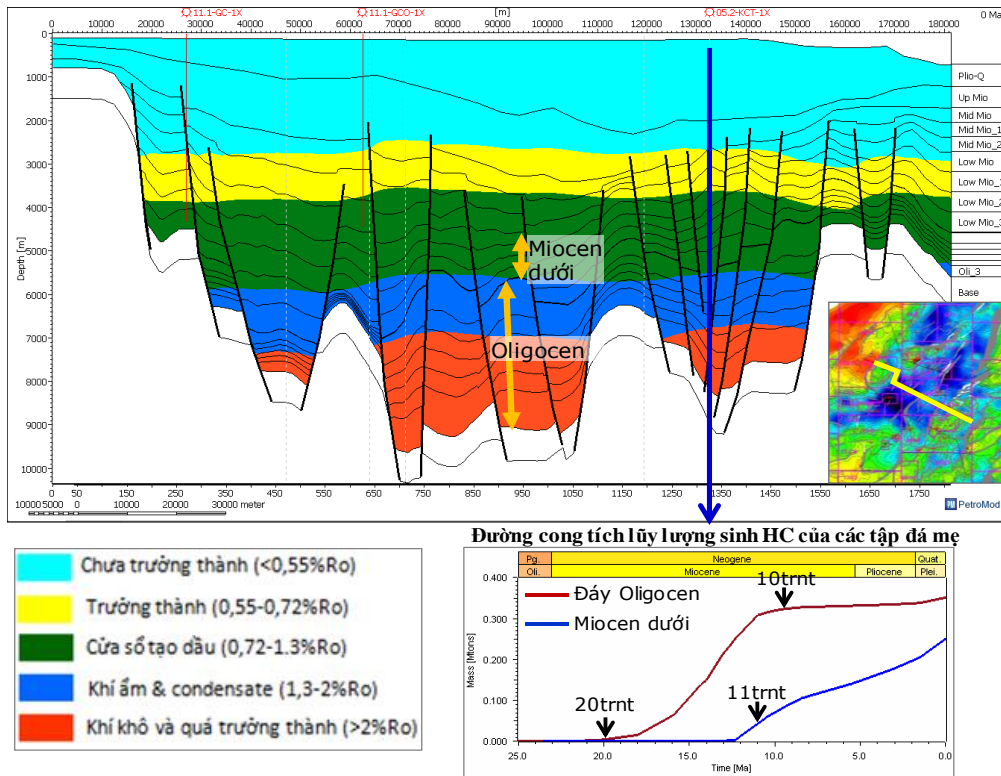 11.1-GC-1X
11.1-GCO-1X
[m]
05.2-KCT-1X
0 Ma
0 10000 20000 30000 40000 50000 60000 70000 80000 90000 100000 110000 120000 130000 140000 150000 160000 170000 180000
Depth [m]
0
1000
2000
3000
4000
5000
6000
7000
8000
9000
10000
Plio-Q
Up Mio
Mid Mio
Mid Mio_1
Mid Mio_2
Low Mio
Low Mio_
Low Mio_2
Low Mio_3
Oli_3
Base
Miocen
dưới
Oligocen
0 50 150 250 350 450 550 650 750 850 950 1050 1150 1250 1350 1450 1550 1650 1750
10000 5000 0 10000 20000 30000 meter
PM PetroMod
Chưa trưởng thành (<0,55%Ro)
Trưởng thành (0,55-0,72%Ro)
Cửa sổ tạo dầu (0,72-1.3%Ro)
Khí ẩm & condensate (1,3-2%Ro)
Khí khô và quá trưởng thành (>2%Ro)
Đường cong tích lũy lượng sinh HC của các tập đá mẹ
Pg. Neogene Quat.
Oli. Miocene Pliocene Plei.
Mass [Mtons]
0.400
0.300
0.200
0.100
0.000
Đáy Oligocen
Miocen dưới
10trnt
20trnt
11trnt
25.0 20.0 15.0 10.0 5.0 0.0
Time [Ma]